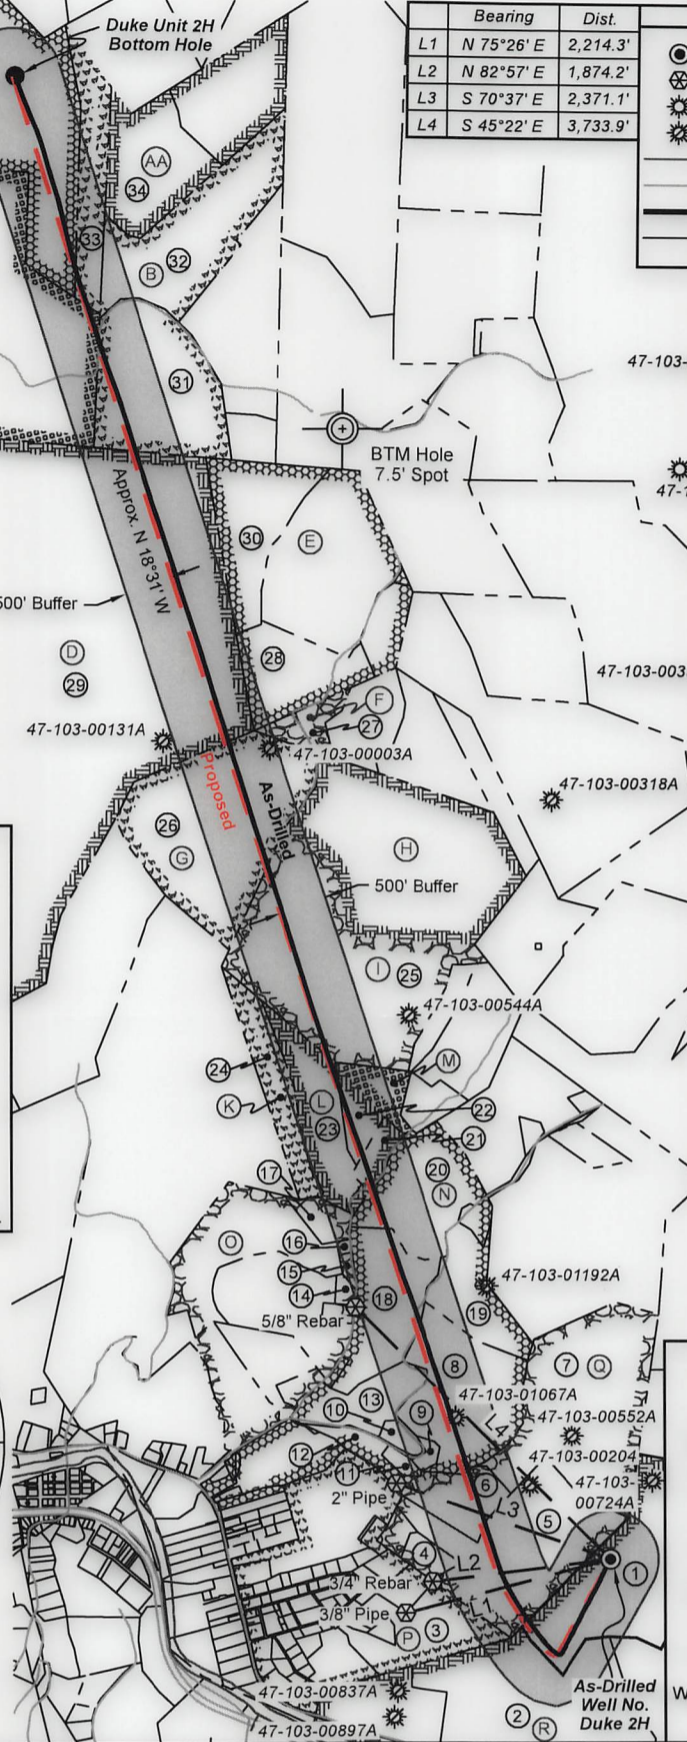 Duke Unit 2H
Bottom Hole
Bearing Dist.
L1 N 75°26' E 2,214.3'
L2 N 82°57' E 1,874.2'
L3 S 70°37' E 2,371.1'
L4 S 45°22' E 3,733.9'
AA
34
33
B 32
31
47-103-
BTM Hole
7.5' Spot
Approx. N 18°31' W
30 E
500' Buffer
D
29
28
47-103-003
F
27
47-103-00131A
47-103-00003A
47-103-00318A
Proposed
As-Drilled
26
G
H
500' Buffer
I 25
47-103-00544A
24
M
K
L
23
22
21
20
N
17
O
16
15
14
18
47-103-01192A
5/8" Rebar
19
8
7 Q
47-103-01067A
10
13
9
L4
47-103-00552A
12
47-103-00204
11
6
47-103-
00724A
2" Pipe
L3
5
4
L2
1
3/4" Rebar
L1
3/8" Pipe
P 3
As-Drilled
Well No.
Duke 2H
47-103-00837A
2
R
47-103-00897A